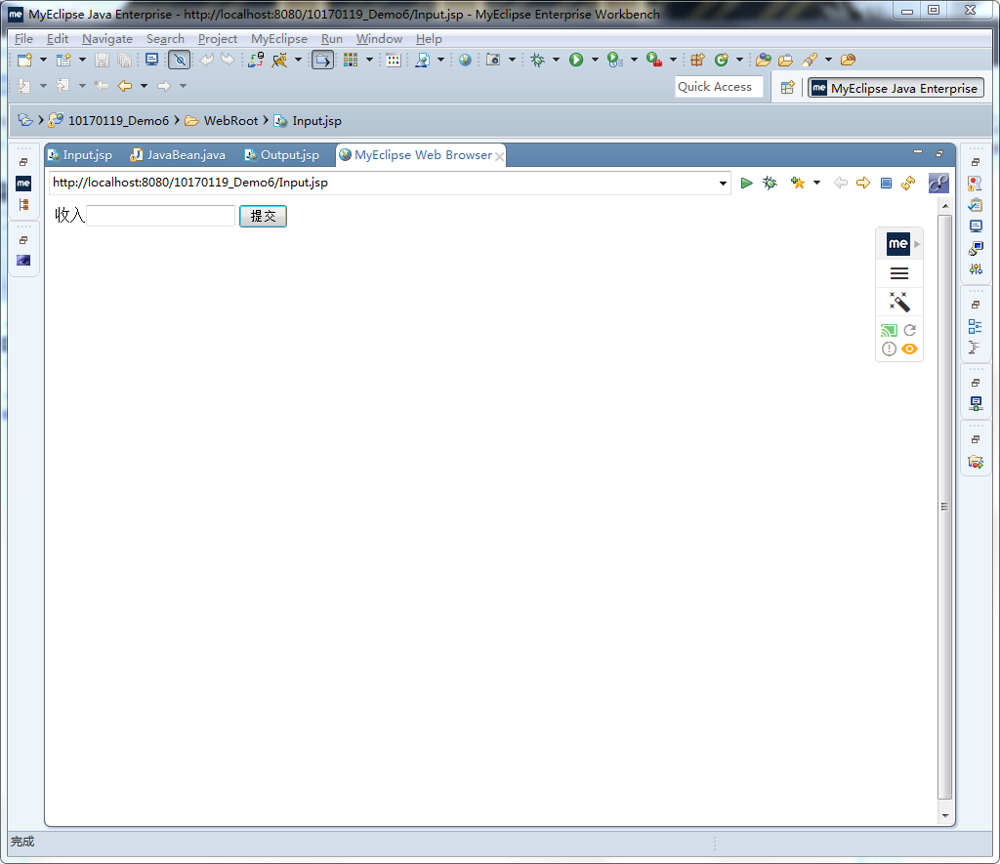 MyEclipse Java Enterprise - http://localhost:8080/10170119_Demo6/Input.jsp - MyEclipse Enterprise Workbench
File Edit Navigate Search Project MyEclipse Run Window Help
Quick Access
me MyEclipse Java Enterprise
10170119_Demo6 WebRoot Input.jsp
Input.jsp JavaBean.java Output.jsp MyEclipse Web Browser
me
http://localhost:8080/10170119_Demo6/Input.jsp
收入 提交
me
完成